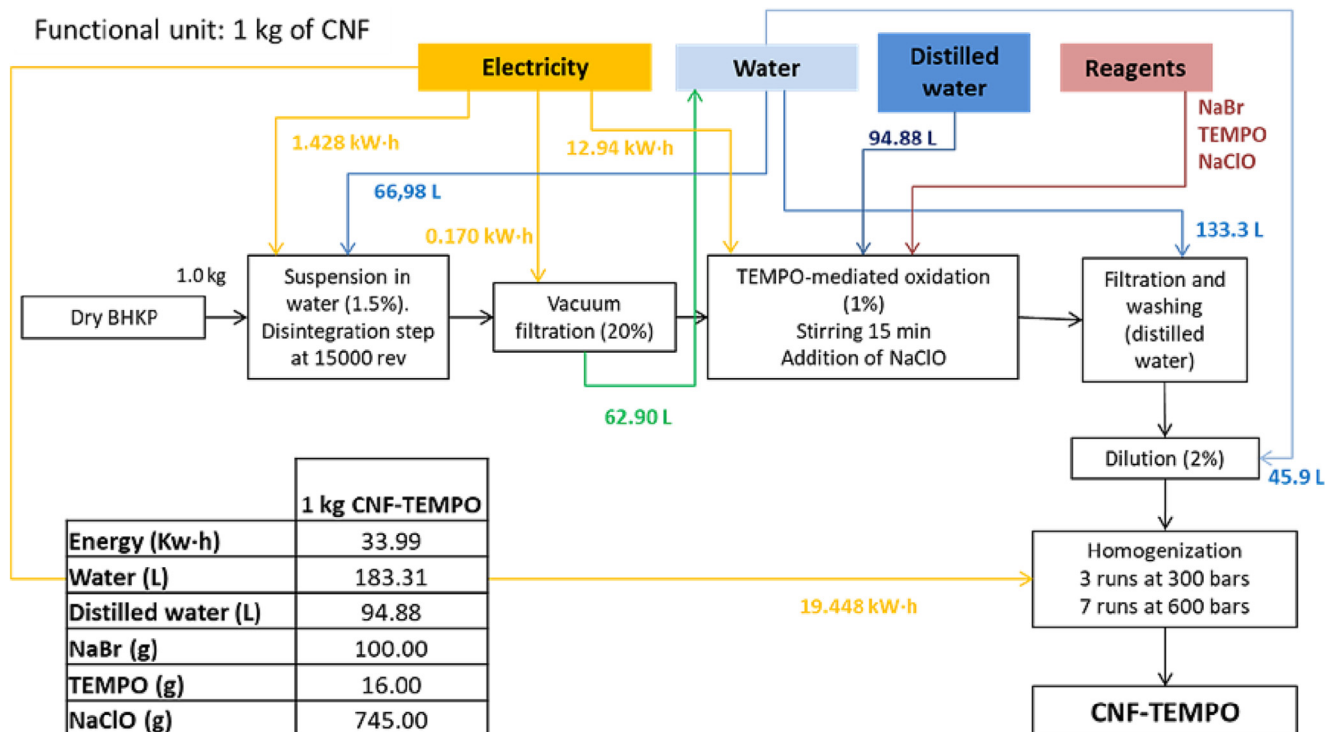 Functional unit: 1 kg of CNF
Electricity
Water
Distilled
water
Reagents
NaBr
TEMPO
NaClO
1.428 kW·h
12.94 kW·h
94.88 L
66,98 L
0.170 kW·h
133.3 L
1.0 kg
Dry BHKP
Suspension in
water (1.5%).
Disintegration step
at 15000 rev
Vacuum
filtration (20%)
TEMPO-mediated oxidation
(1%)
Stirring 15 min
Addition of NaClO
Filtration and
washing
(distilled
water)
62.90 L
Dilution (2%)
45.9 L
Homogenization
3 runs at 300 bars
7 runs at 600 bars
19.448 kW·h
CNF-TEMPO
1 kg CNF-TEMPO
Energy (Kw·h) 33.99
Water (L) 183.31
Distilled water (L) 94.88
NaBr (g) 100.00
TEMPO (g) 16.00
NaClO (g) 745.00